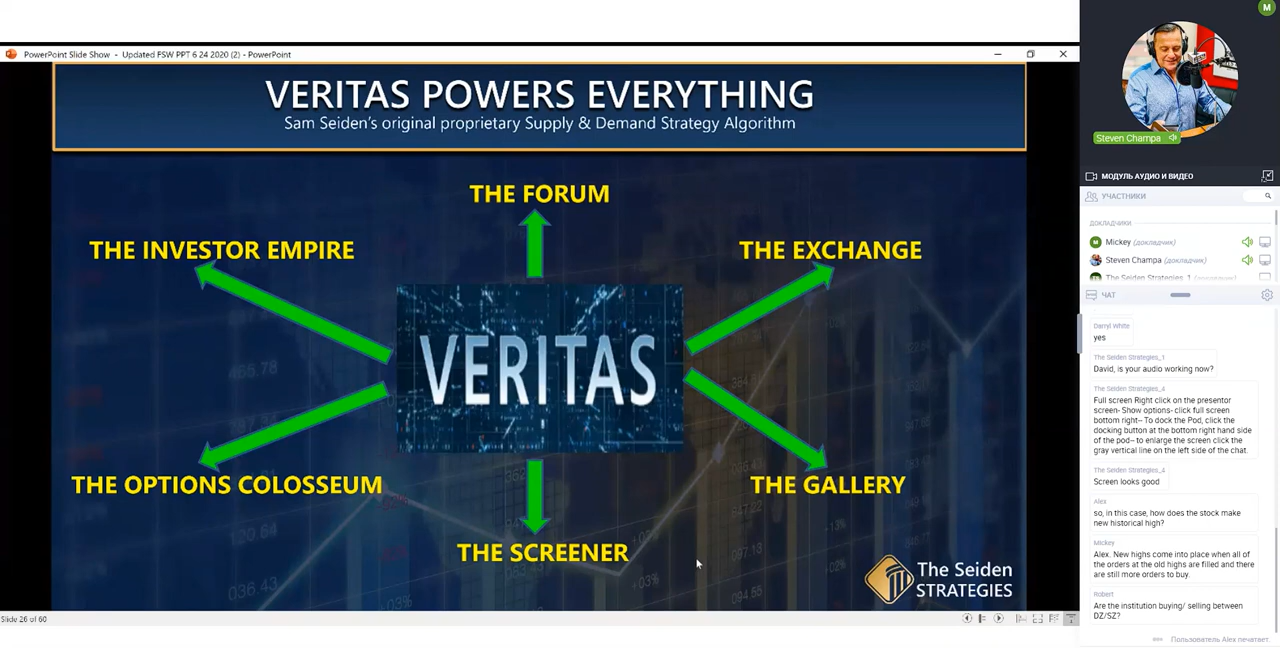 PowerPoint Slide Show - Updated FSW PPT 6 24 2020 (2) - PowerPoint
VERITAS POWERS EVERYTHING
Sam Seiden's original proprietary Supply & Demand Strategy Algorithm
THE FORUM
THE INVESTOR EMPIRE
THE EXCHANGE
VERITAS
THE OPTIONS COLOSSEUM
THE GALLERY
THE SCREENER
The Seiden
STRATEGIES
Slide 26 of 60
M
Steven Champa
МОДУЛЬ АУДИО И ВИДЕО
УЧАСТНИКИ
ДОКЛАДЧИКИ
M
Mickey (докладчик)
Steven Champa (докладчик)
The Seiden Strategies_1
ЧАТ
Darryl White
yes
The Seiden Strategies_1
David, is your audio working now?
The Seiden Strategies_4
Full screen Right click on the presentor
screen- Show options- click full screen
bottom right-- To dock the Pod, click the
docking button at the bottom right hand side
of the pod-- to enlarge the screen click the
gray vertical line on the left side of the chat.
The Seiden Strategies_4
Screen looks good
Alex
so, in this case, how does the stock make
new historical high?
Mickey
Alex. New highs come into place when all of
the orders at the old highs are filled and there
are still more orders to buy.
Robert
Are the institution buying/ selling between
DZ/SZ?
Пользователь Alex печатает.